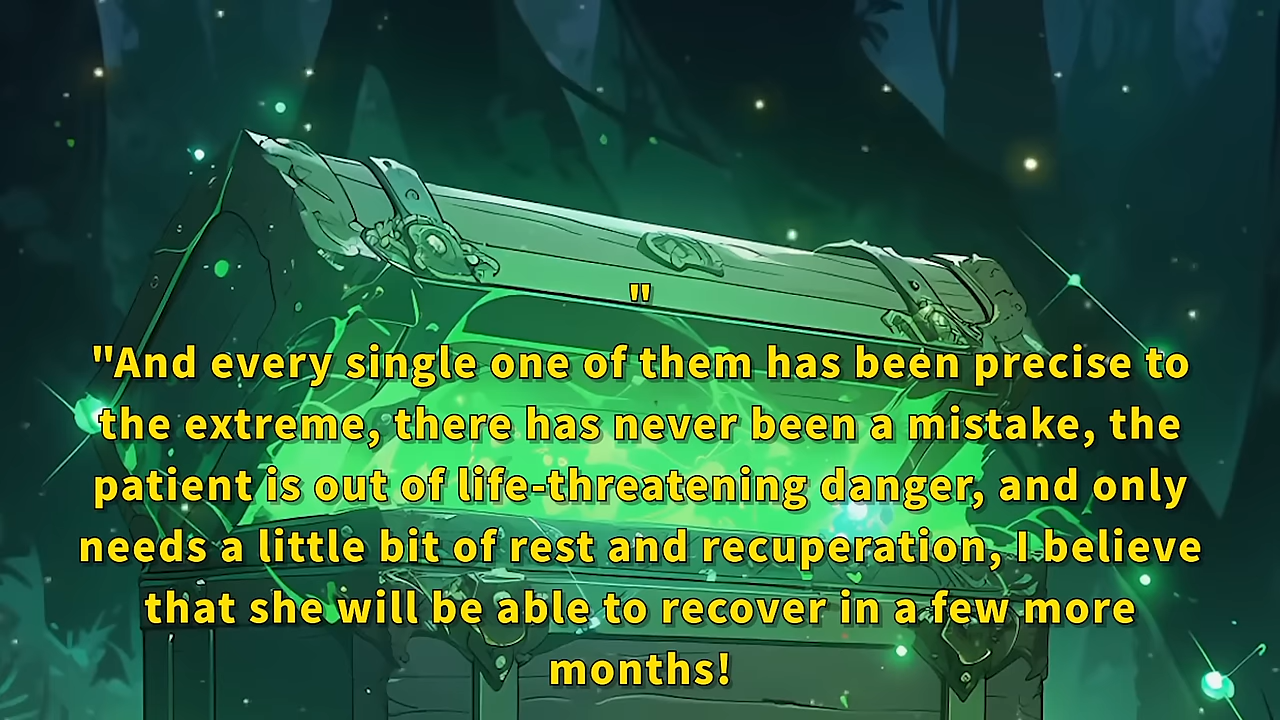 "
"And every single one of them has been precise to
the extreme, there has never been a mistake, the
patient is out of life-threatening danger, and only
needs a little bit of rest and recuperation, I believe
that she will be able to recover in a few more
months!